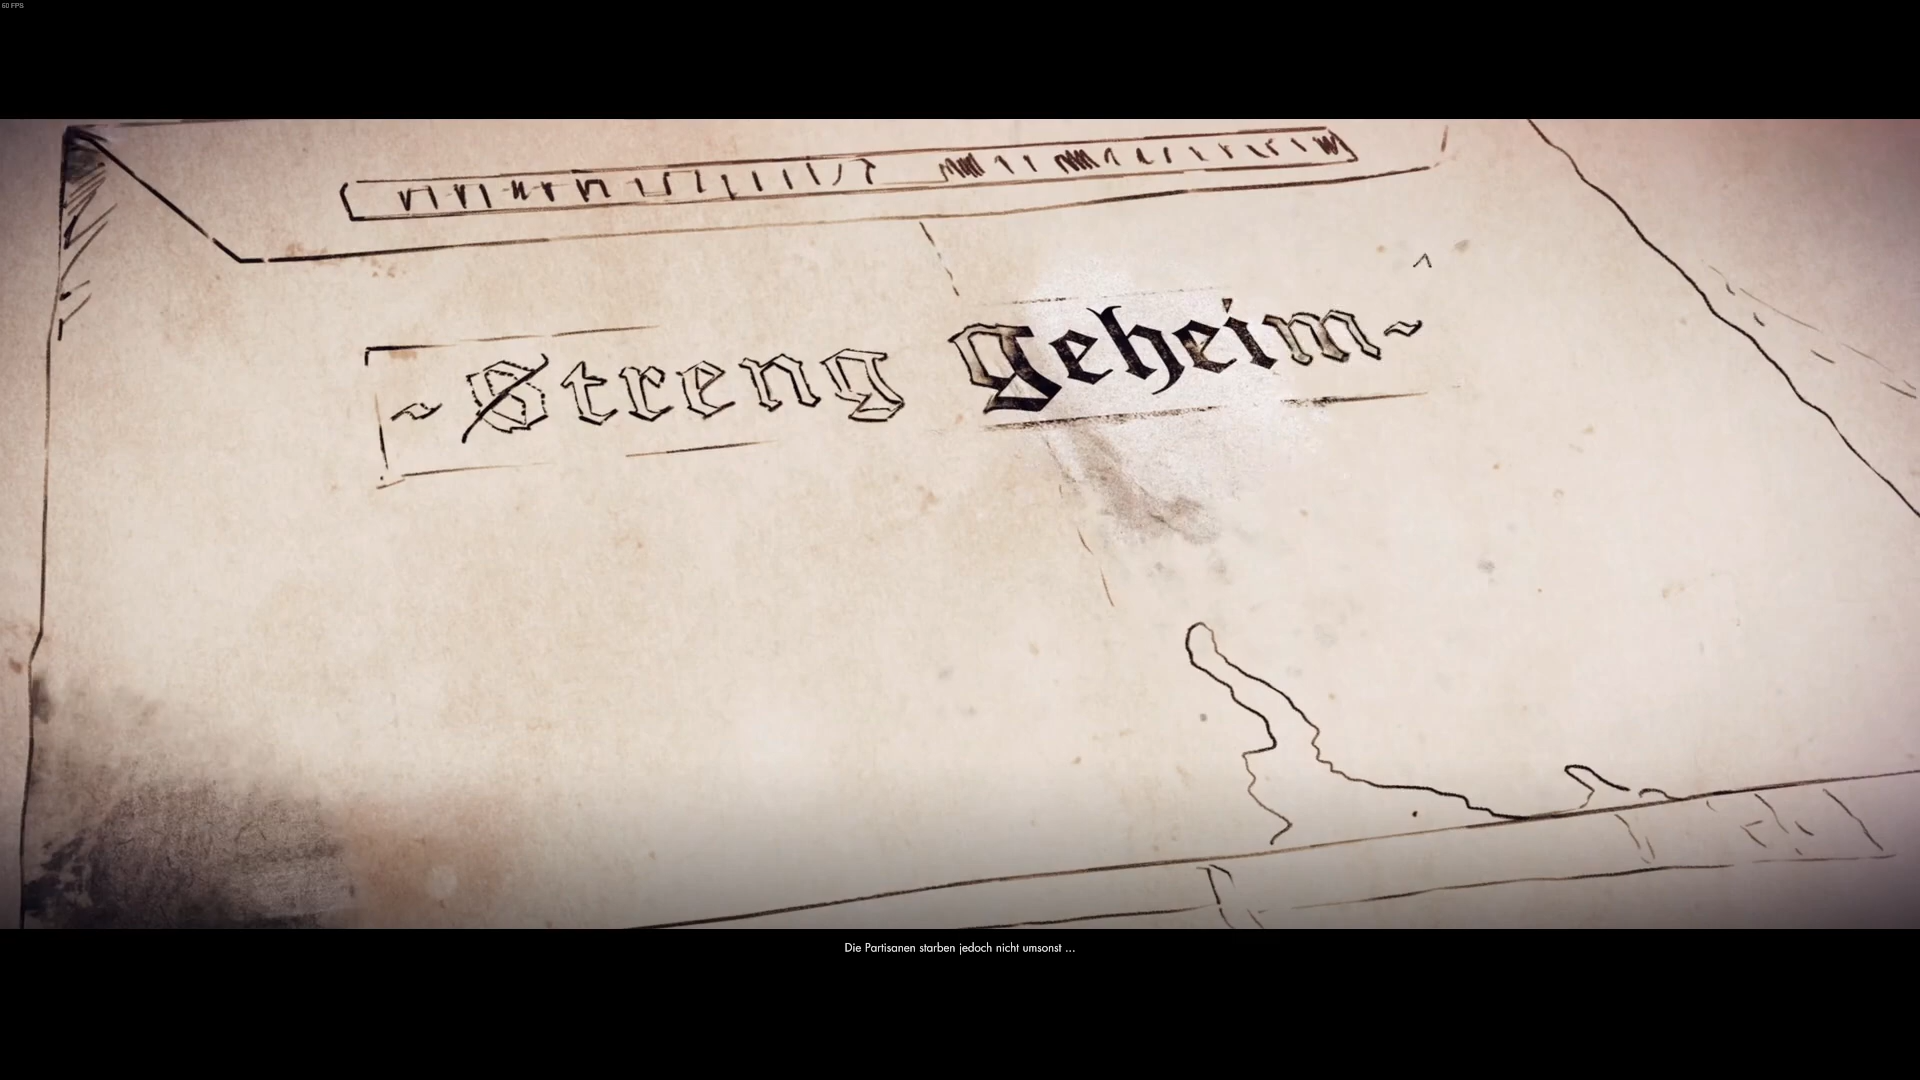 60 FPS
~Streng Geheim~
Die Partisanen starben jedoch nicht umsonst ...